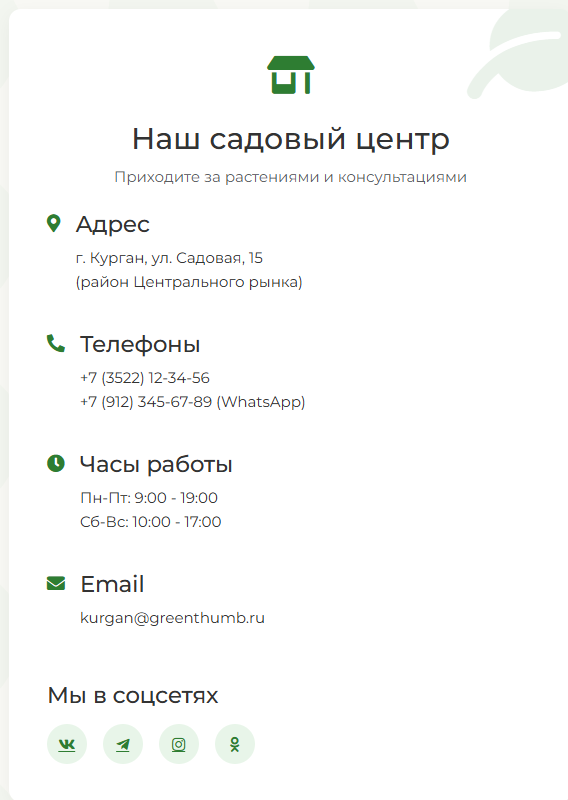 Наш садовый центр
Приходите за растениями и консультациями
Адрес
г. Курган, ул. Садовая, 15
(район Центрального рынка)
Телефоны
+7 (3522) 12-34-56
+7 (912) 345-67-89 (WhatsApp)
Часы работы
Пн-Пт: 9:00 - 19:00
Сб-Вс: 10:00 - 17:00
Email
kurgan@greenthumb.ru
Мы в соцсетях